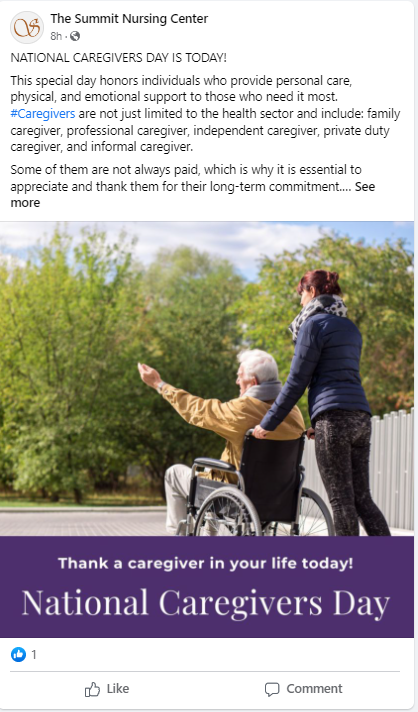 The Summit Nursing Center
8h ·
NATIONAL CAREGIVERS DAY IS TODAY!
This special day honors individuals who provide personal care,
physical, and emotional support to those who need it most.
#Caregivers are not just limited to the health sector and include: family
caregiver, professional caregiver, independent caregiver, private duty
caregiver, and informal caregiver.
Some of them are not always paid, which is why it is essential to
appreciate and thank them for their long-term commitment.... See
more
Thank a caregiver in your life today!
National Caregivers Day
1
Like
Comment